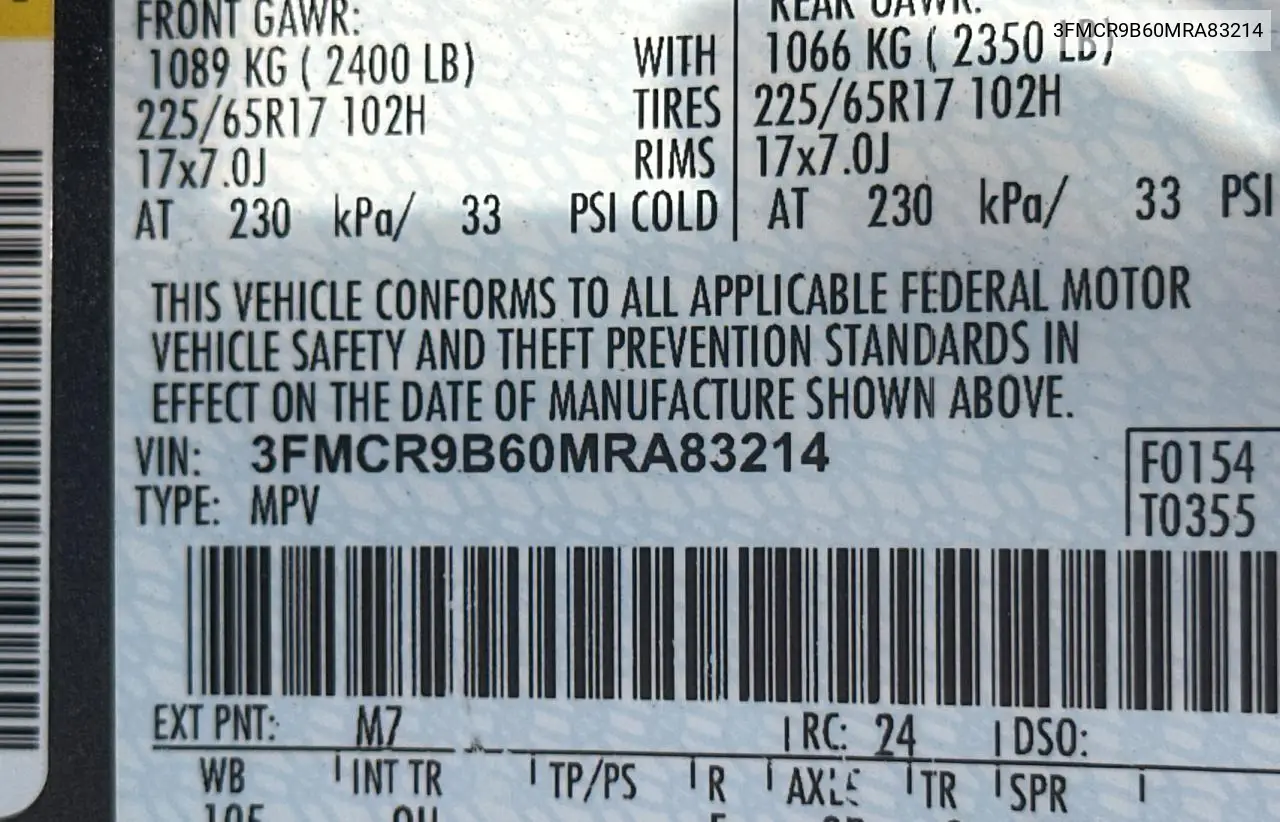 3FMCR9B60MRA83214
FRONT GAWR:
REAR GAWR:
1089 KG ( 2400 LB) WITH 1066 KG ( 2350 LB)
225/65R17 102H TIRES 225/65R17 102H
17x7.0J RIMS 17x7.0J
AT 230 kPa/ 33 PSI COLD AT 230 kPa/ 33 PSI
THIS VEHICLE CONFORMS TO ALL APPLICABLE FEDERAL MOTOR
VEHICLE SAFETY AND THEFT PREVENTION STANDARDS IN
EFFECT ON THE DATE OF MANUFACTURE SHOWN ABOVE.
VIN: 3FMCR9B60MRA83214
F0154
TYPE: MPV
T0355
EXT PNT: M7 RC: 24 DSO:
WB INT TR TP/PS R AXLE TR SPR
105